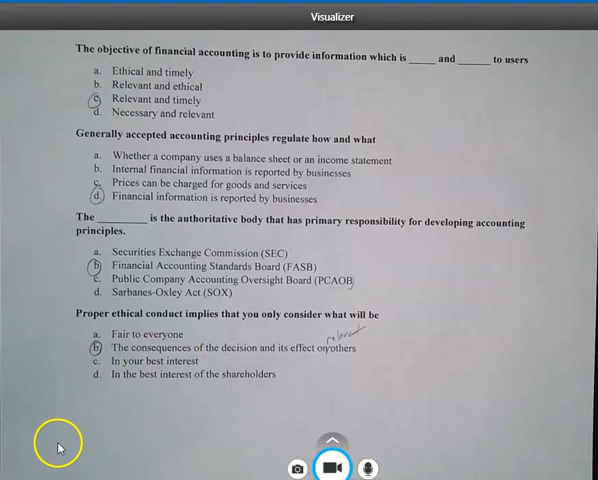 Visualizer
The objective of financial accounting is to provide information which is _____ and ______ to users
a. Ethical and timely
b. Relevant and ethical
c. Relevant and timely
d. Necessary and relevant
Generally accepted accounting principles regulate how and what
a. Whether a company uses a balance sheet or an income statement
b. Internal financial information is reported by businesses
c. Prices can be charged for goods and services
d. Financial information is reported by businesses
The _________ is the authoritative body that has primary responsibility for developing accounting
principles.
a. Securities Exchange Commission (SEC)
b. Financial Accounting Standards Board (FASB)
c. Public Company Accounting Oversight Board (PCAOB)
d. Sarbanes-Oxley Act (SOX)
Proper ethical conduct implies that you only consider what will be
a. Fair to everyone
relevant
b. The consequences of the decision and its effect on others
c. In your best interest
d. In the best interest of the shareholders